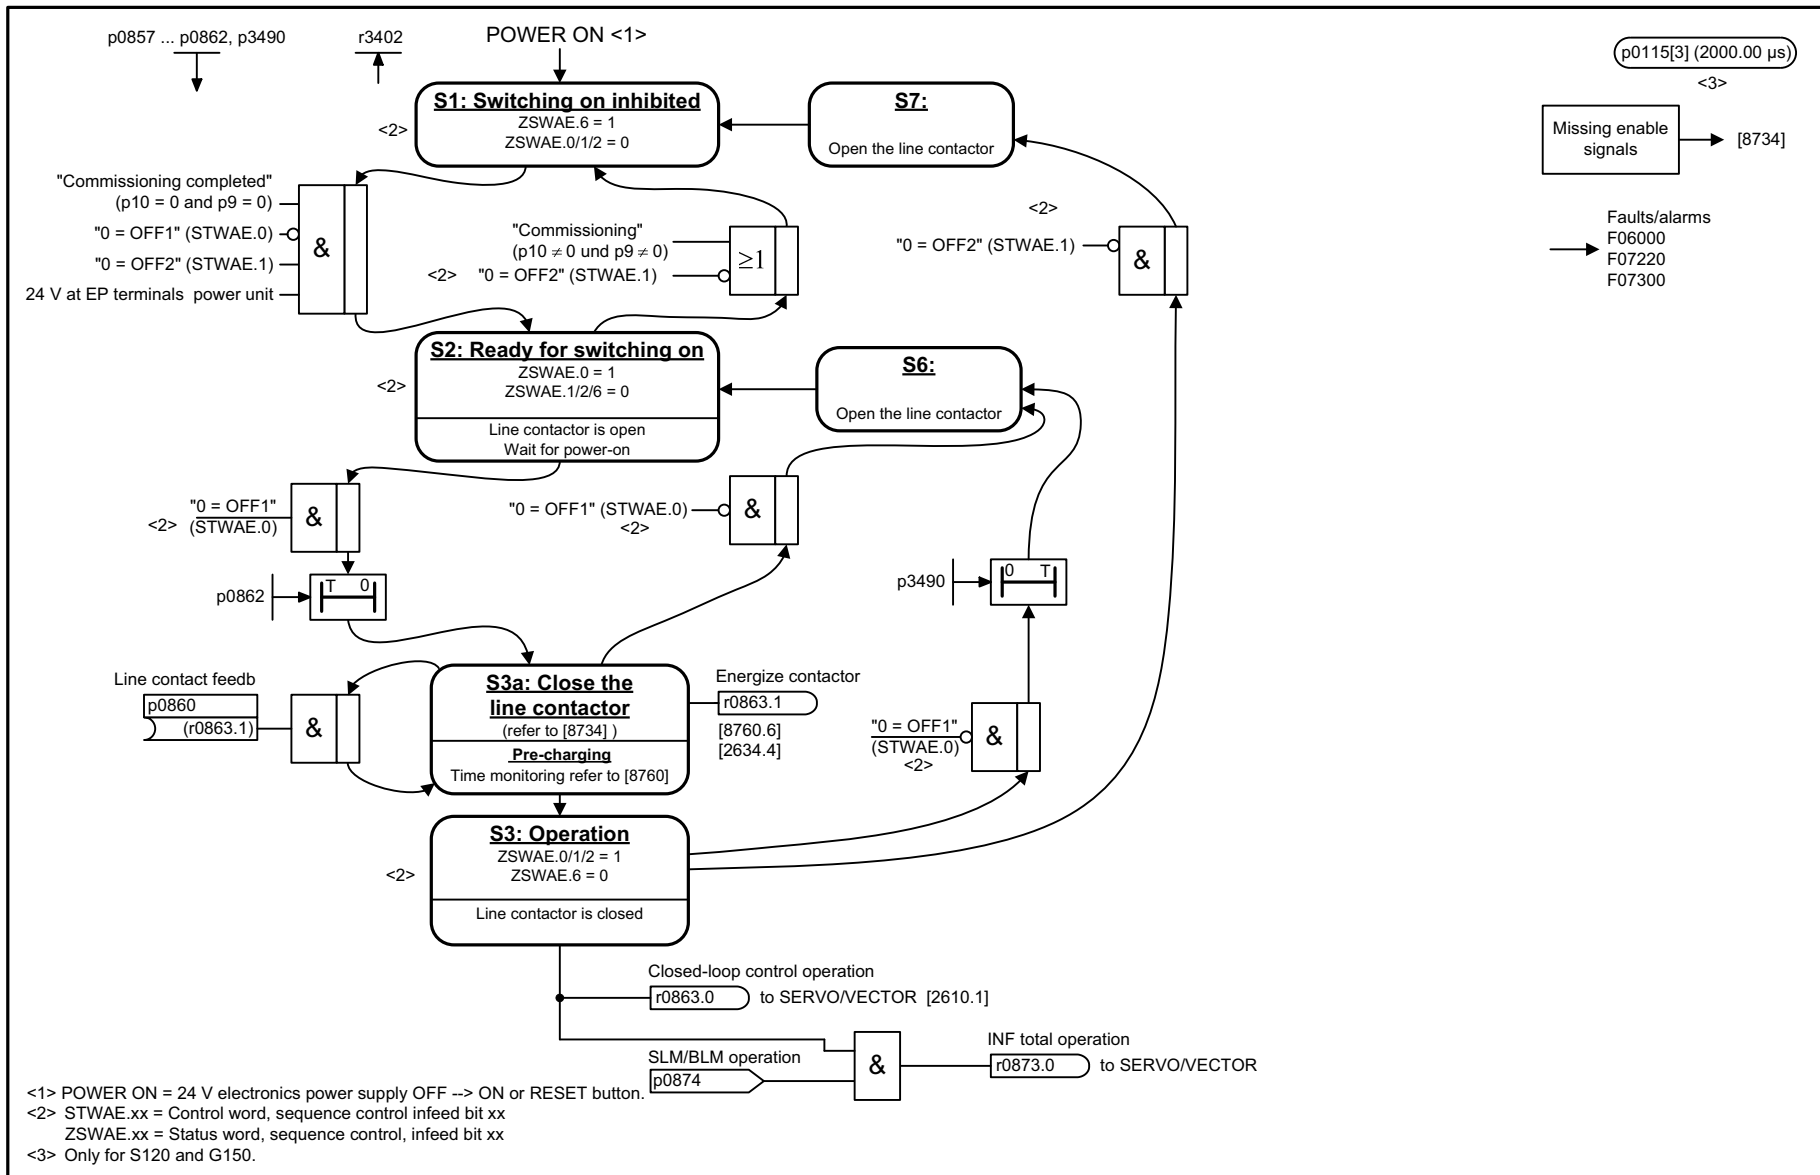 p0857 ... p0862, p3490
r3402
POWER ON <1>
p0115[3] (2000.00 µs)
<3>
S1: Switching on inhibited
ZSWAE.6 = 1
ZSWAE.0/1/2 = 0
<2>
S7:
Open the line contactor
Missing enable
signals
[8734]
"Commissioning completed"
(p10 = 0 and p9 = 0)
"0 = OFF1" (STWAE.0)
"0 = OFF2" (STWAE.1)
24 V at EP terminals power unit
&
"Commissioning"
(p10 ≠ 0 und p9 ≠ 0)
<2> "0 = OFF2" (STWAE.1)
≥1
<2>
"0 = OFF2" (STWAE.1)
&
Faults/alarms
F06000
F07220
F07300
S2: Ready for switching on
ZSWAE.0 = 1
ZSWAE.1/2/6 = 0
<2>
Line contactor is open
Wait for power-on
S6:
Open the line contactor
"0 = OFF1"
<2> (STWAE.0)
&
"0 = OFF1" (STWAE.0)
<2>
&
p0862
T 0
p3490
0 T
Line contact feedb
p0860
(r0863.1)
&
S3a: Close the
line contactor
(refer to [8734] )
Pre-charging
Time monitoring refer to [8760]
Energize contactor
r0863.1
[8760.6]
[2634.4]
"0 = OFF1"
(STWAE.0)
<2>
&
S3: Operation
ZSWAE.0/1/2 = 1
ZSWAE.6 = 0
<2>
Line contactor is closed
Closed-loop control operation
r0863.0 to SERVO/VECTOR [2610.1]
SLM/BLM operation
p0874
&
INF total operation
r0873.0 to SERVO/VECTOR
<1> POWER ON = 24 V electronics power supply OFF --> ON or RESET button.
<2> STWAE.xx = Control word, sequence control infeed bit xx
ZSWAE.xx = Status word, sequence control, infeed bit xx
<3> Only for S120 and G150.